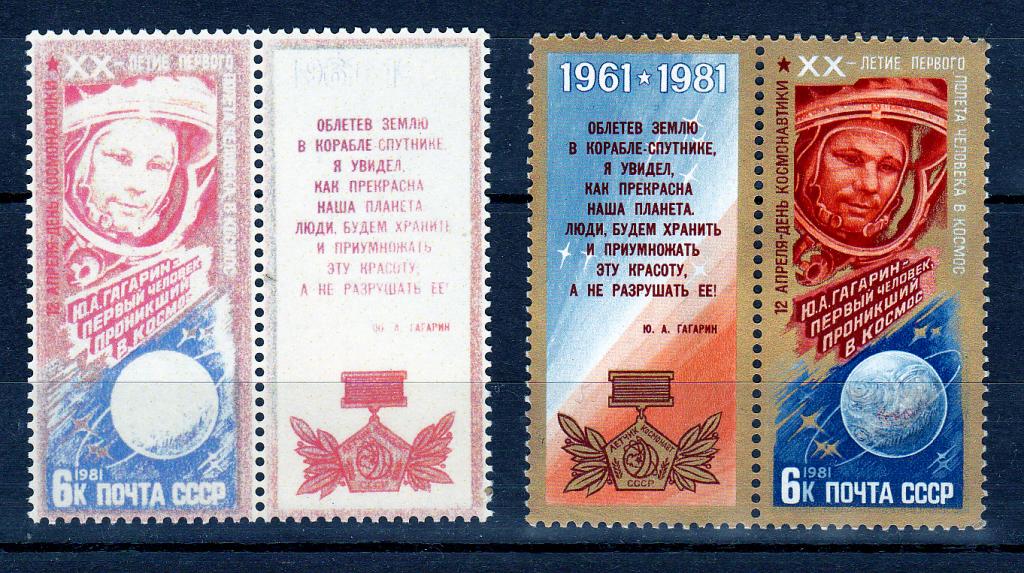 XX-ЛЕТИЕ ПЕРВОГО
ПОЛЕТА ЧЕЛОВЕКА В КОСМОС
12 АПРЕЛЯ-ДЕНЬ КОСМОНАВТИКИ
Ю.А.ГАГАРИН-
ПЕРВЫЙ ЧЕЛОВЕК,
ПРОНИКШИЙ
В КОСМОС
1981
6К ПОЧТА СССР
ОБЛЕТЕВ ЗЕМЛЮ
В КОРАБЛЕ-СПУТНИКЕ,
Я УВИДЕЛ,
КАК ПРЕКРАСНА
НАША ПЛАНЕТА.
ЛЮДИ, БУДЕМ ХРАНИТЬ
И ПРИУМНОЖАТЬ
ЭТУ КРАСОТУ,
А НЕ РАЗРУШАТЬ ЕЕ!
Ю. А. ГАГАРИН
СССР
1961 ★ 1981
ОБЛЕТЕВ ЗЕМЛЮ
В КОРАБЛЕ-СПУТНИКЕ,
Я УВИДЕЛ,
КАК ПРЕКРАСНА
НАША ПЛАНЕТА.
ЛЮДИ, БУДЕМ ХРАНИТЬ
И ПРИУМНОЖАТЬ
ЭТУ КРАСОТУ,
А НЕ РАЗРУШАТЬ ЕЕ!
Ю. А. ГАГАРИН
ЛЕТЧИК КОСМОНАВТ
СССР
XX-ЛЕТИЕ ПЕРВОГО
ПОЛЕТА ЧЕЛОВЕКА В КОСМОС
12 АПРЕЛЯ-ДЕНЬ КОСМОНАВТИКИ
Ю.А.ГАГАРИН-
ПЕРВЫЙ ЧЕЛОВЕК,
ПРОНИКШИЙ
В КОСМОС
1981
6К ПОЧТА СССР